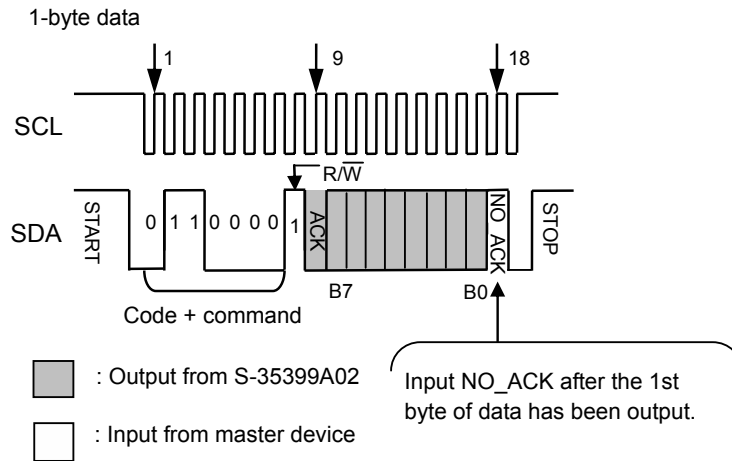 1-byte data
1 9 18
SCL
R/W̅
SDA START 0 1 1 0 0 0 0 1 ACK NO_ACK STOP
B7 B0
Code + command
: Output from S-35399A02
: Input from master device
Input NO_ACK after the 1st
byte of data has been output.